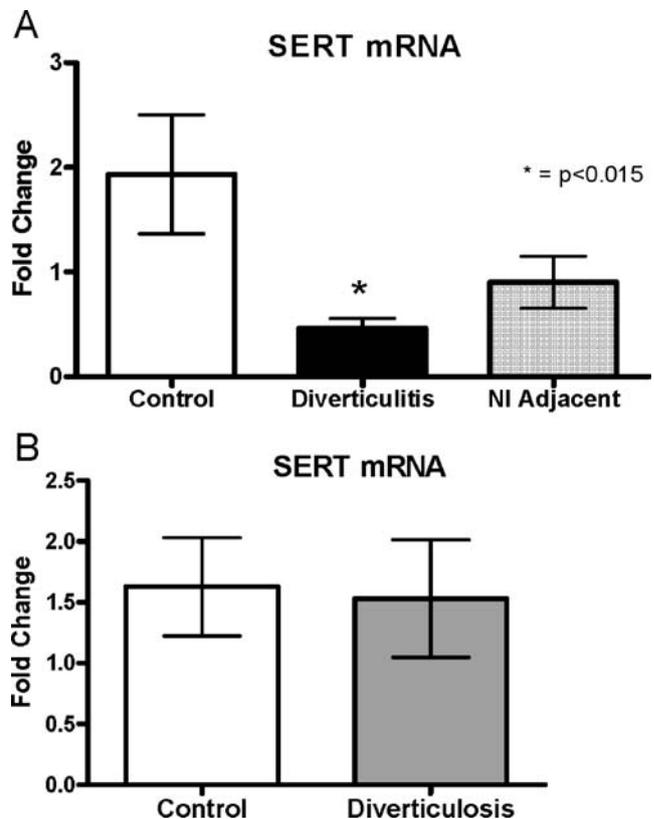 A
SERT mRNA
3
2
1
0
Fold Change
* = p<0.015
*
Control
Diverticulitis
NI Adjacent
B
SERT mRNA
2.5
2.0
1.5
1.0
0.5
0.0
Fold Change
Control
Diverticulosis